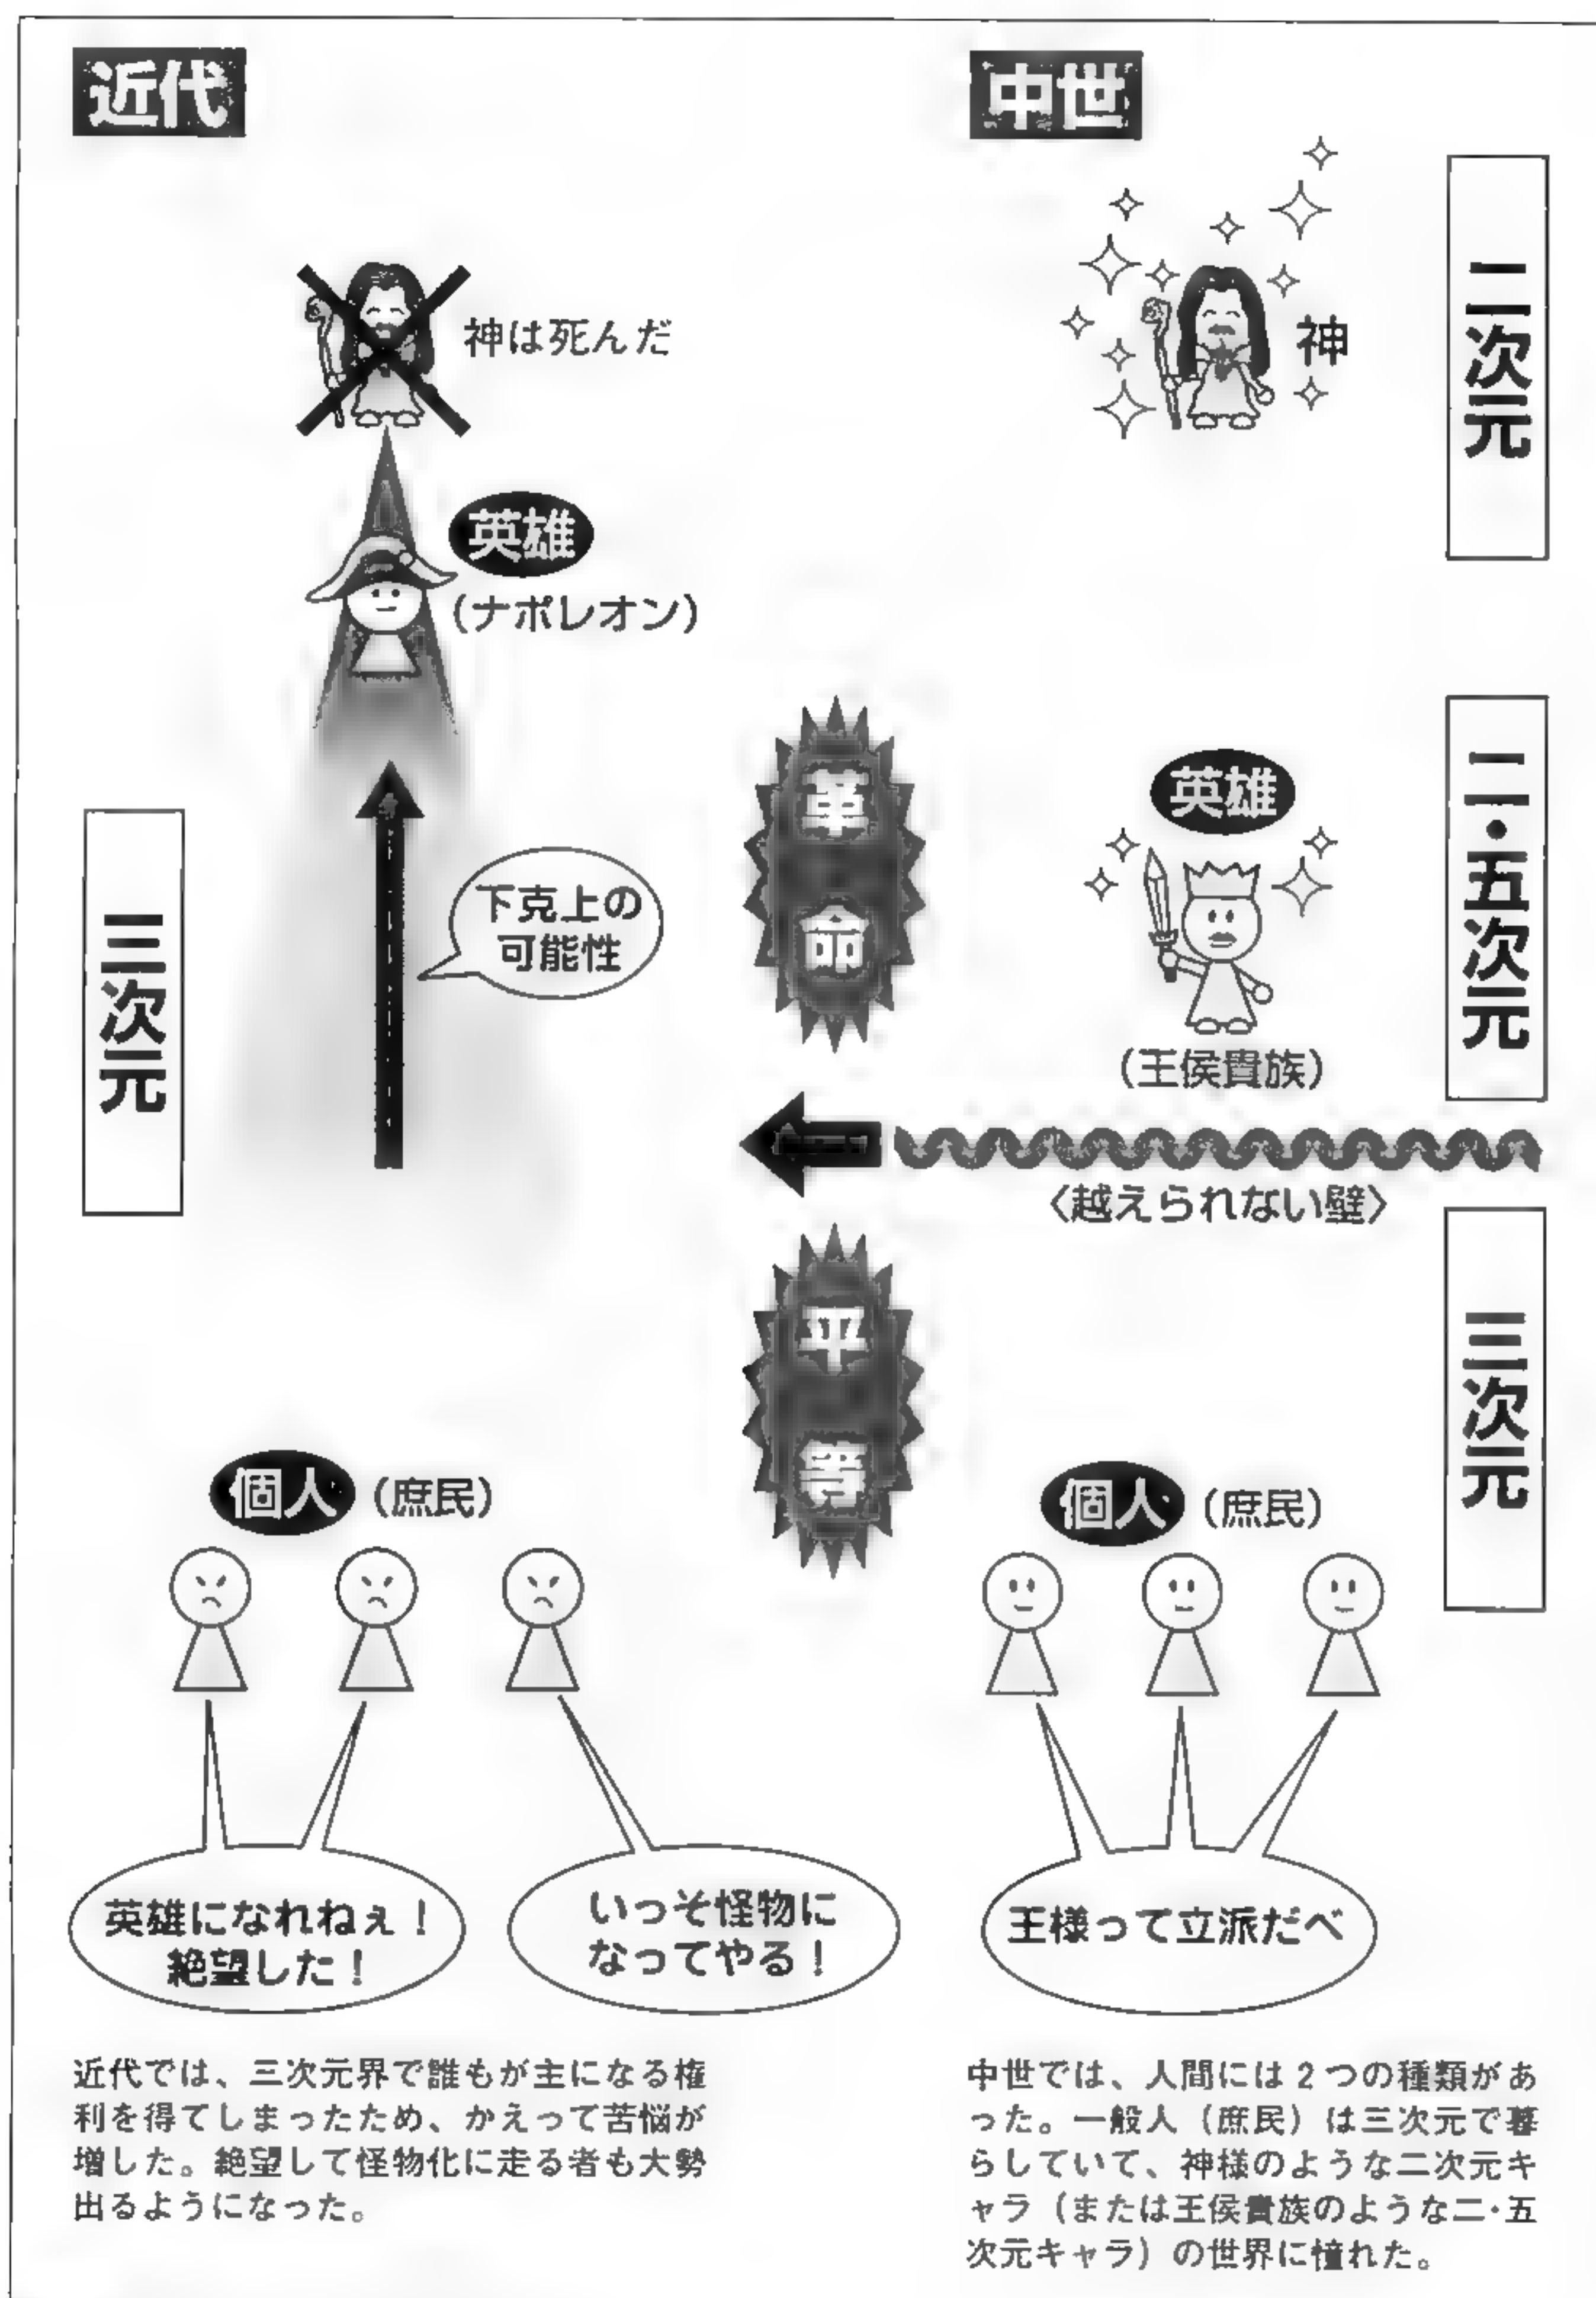 中世
二次元
神
二・五次元
英雄
(王侯貴族)
〈越えられない壁〉
三次元
個人(庶民)
王様って立派だべ
中世では、人間には2つの種類があ
った。一般人(庶民)は三次元で暮
らしていて、神様のような二次元キ
ャラ(または王侯貴族のような二・五
次元キャラ)の世界に憧れた。
革命
平等
近代
神は死んだ
英雄
(ナポレオン)
下克上の
可能性
三次元
個人(庶民)
英雄になれねぇ!
絶望した!
いっそ怪物に
なってやる!
近代では、三次元界で誰もが主になる権
利を得てしまったため、かえって苦悩が
増した。絶望して怪物化に走る者も大勢
出るようになった。